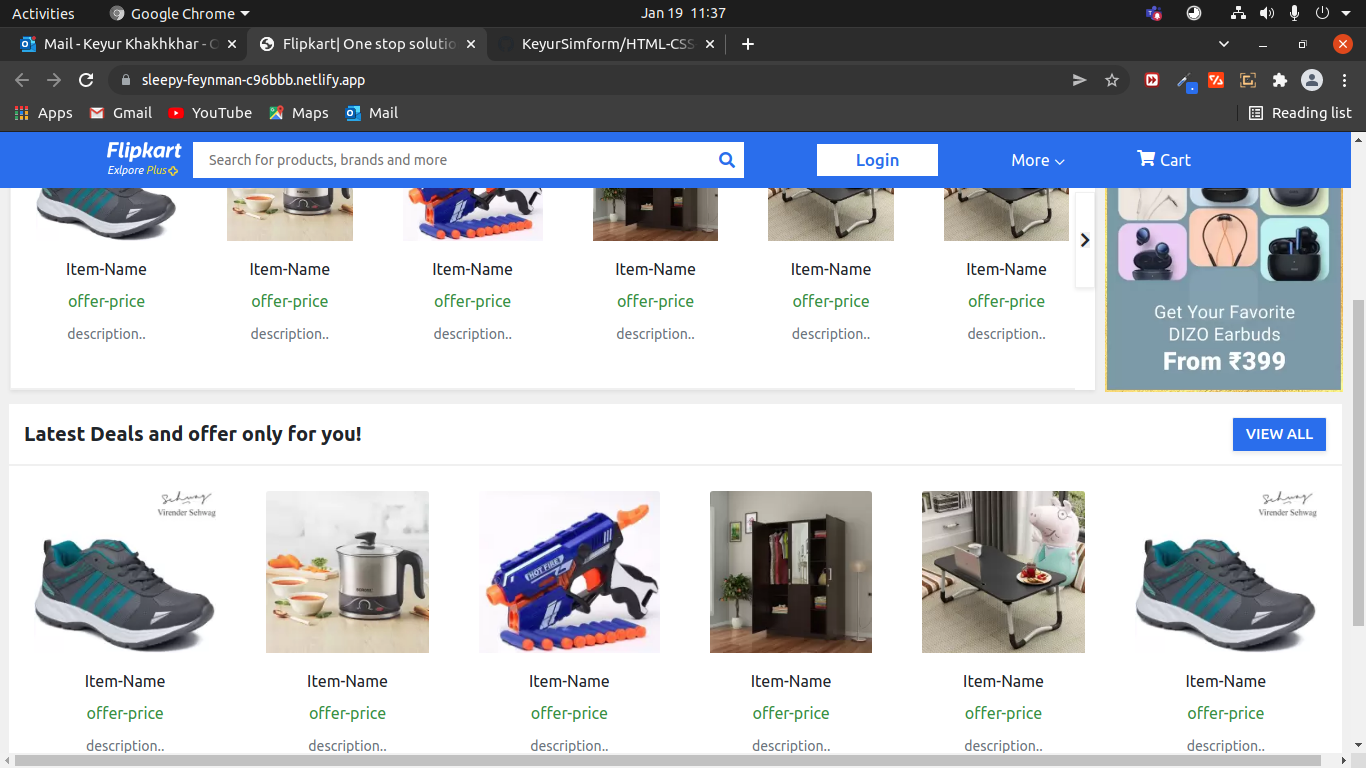 Activities
Google Chrome
Jan 19 11:37
Mail - Keyur Khakhkhar - O
Flipkart| One stop solutio
KeyurSimform/HTML-CSS
sleepy-feynman-c96bbb.netlify.app
Apps
Gmail
YouTube
Maps
Mail
Reading list
Flipkart
Exlpore Plus
Search for products, brands and more
Login
More
Cart
Item-Name Item-Name Item-Name Item-Name Item-Name Item-Name
offer-price offer-price offer-price offer-price offer-price offer-price
description.. description.. description.. description.. description.. description..
Get Your Favorite
DIZO Earbuds
From ₹399
Latest Deals and offer only for you!
VIEW ALL
Sehwag
Virender Sehwag
HOT FIRE
Sehwag
Virender Sehwag
Item-Name Item-Name Item-Name Item-Name Item-Name Item-Name
offer-price offer-price offer-price offer-price offer-price offer-price
description.. description.. description.. description.. description.. description..